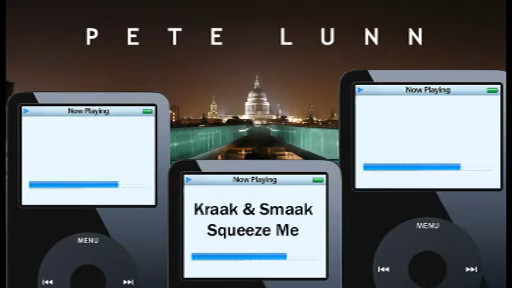 PETE LUNN
Now Playing
Now Playing
Now Playing
Kraak & Smaak
Squeeze Me
MENU
MENU